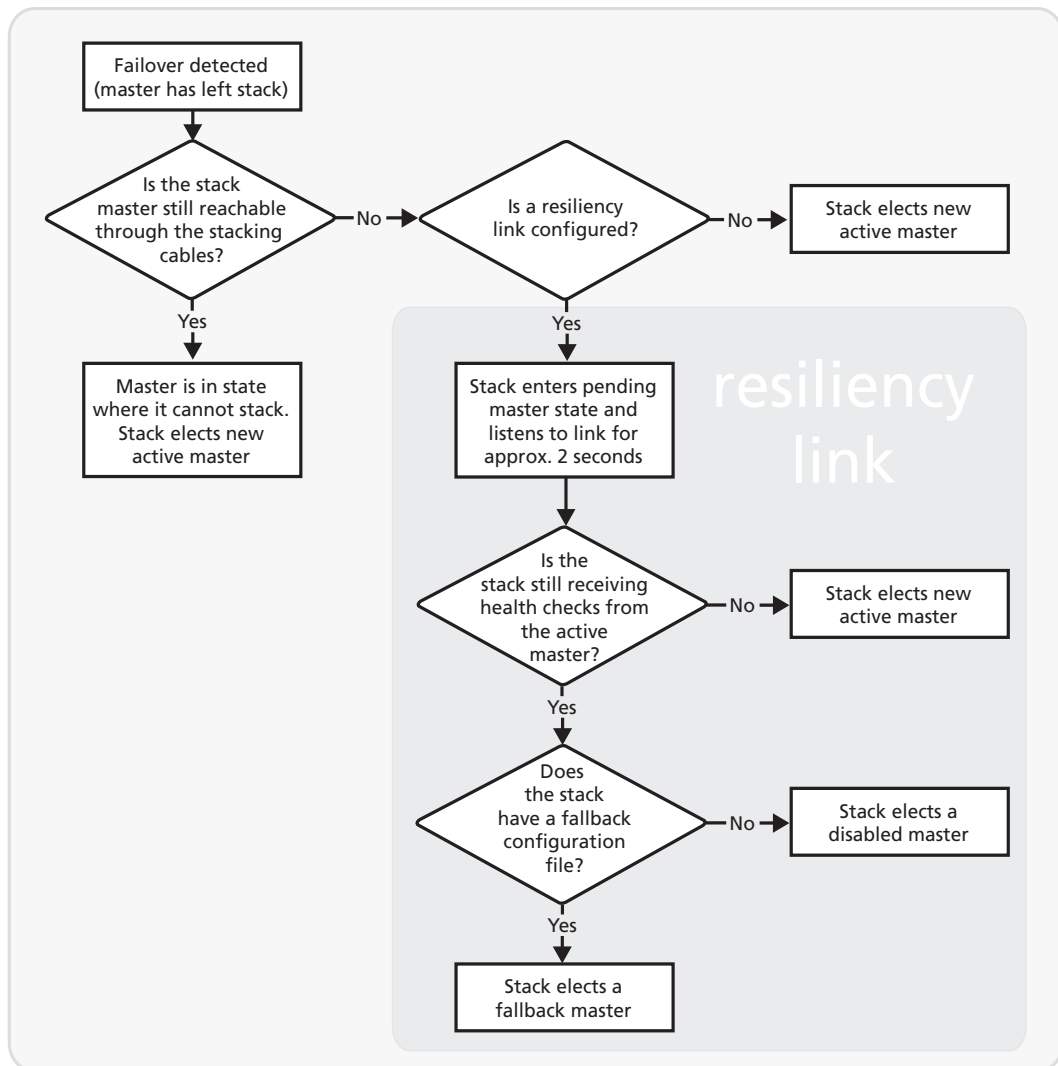 Failover detected
(master has left stack)
Is the stack
master still reachable
through the stacking
cables?
No
Is a resiliency
link configured?
No
Stack elects new
active master
Yes
Master is in state
where it cannot stack.
Stack elects new
active master
Yes
resiliency
link
Stack enters pending
master state and
listens to link for
approx. 2 seconds
Is the
stack still receiving
health checks from
the active
master?
No
Stack elects new
active master
Yes
Does
the stack
have a fallback
configuration
file?
No
Stack elects a
disabled master
Yes
Stack elects a
fallback master